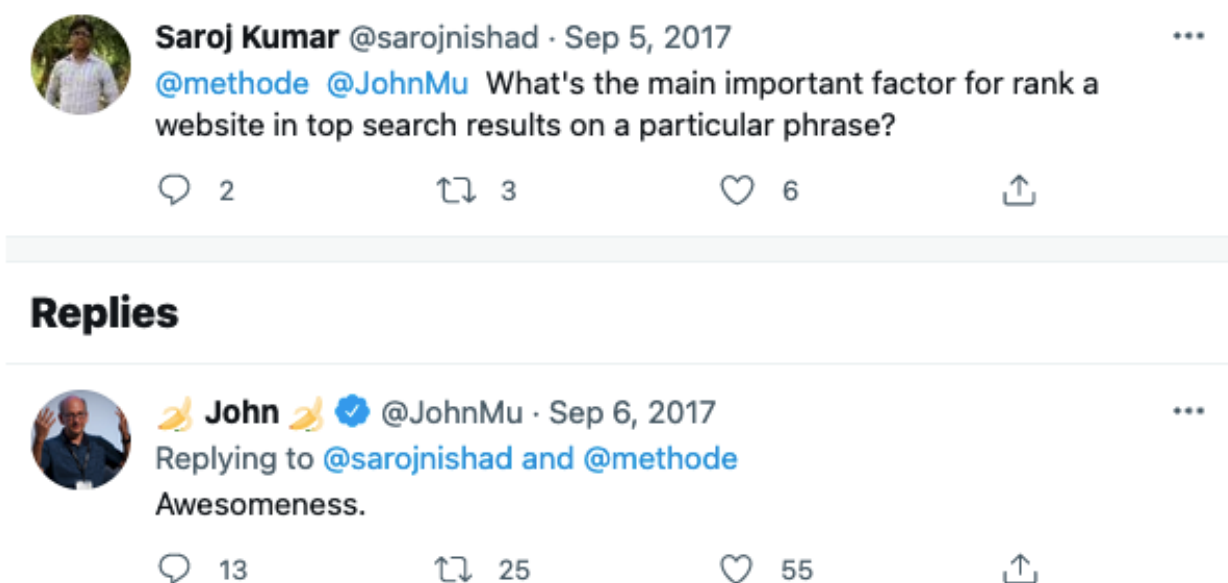 Saroj Kumar @sarojnishad · Sep 5, 2017
@methode @JohnMu What's the main important factor for rank a
website in top search results on a particular phrase?
2 3 6
Replies
🍌 John 🍌 @JohnMu · Sep 6, 2017
Replying to @sarojnishad and @methode
Awesomeness.
13 25 55